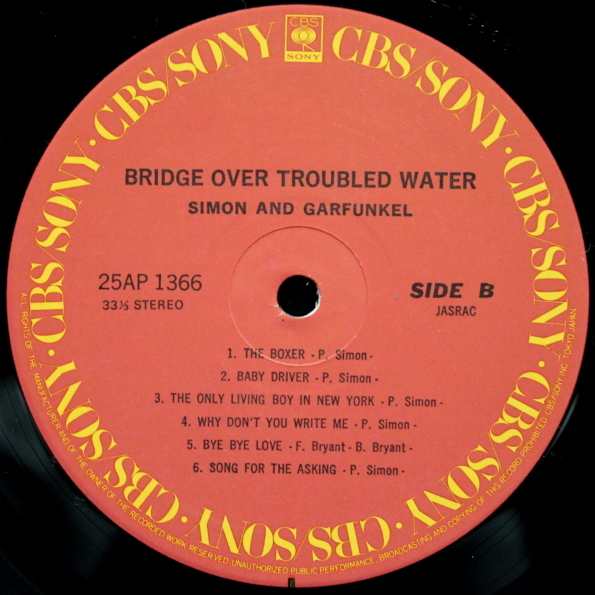 CBS
SONY
CBS/SONY · CBS/SONY · CBS/SONY · CBS/SONY · CBS/SONY · CBS/SONY · CBS/SONY · CBS/SONY
BRIDGE OVER TROUBLED WATER
SIMON AND GARFUNKEL
25AP 1366
33⅓ STEREO
SIDE B
JASRAC
1. THE BOXER - P. Simon -
2. BABY DRIVER - P. Simon -
3. THE ONLY LIVING BOY IN NEW YORK - P. Simon -
4. WHY DON'T YOU WRITE ME - P. Simon -
5. BYE BYE LOVE - F. Bryant - B. Bryant -
6. SONG FOR THE ASKING - P. Simon -
ALL RIGHTS OF THE MANUFACTURER AND OF THE OWNER OF THE RECORDED WORK RESERVED. UNAUTHORIZED PUBLIC PERFORMANCE, BROADCASTING AND COPYING OF THIS RECORD PROHIBITED. CBS/SONY INC. TOKYO JAPAN